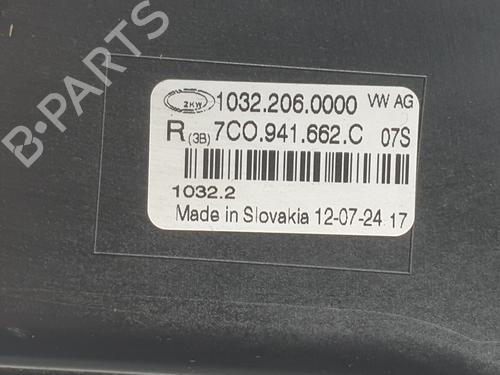 B-PARTS
2KW 1032.206.0000 VW AG
R (3B) 7CO.941.662.C 07S
1032.2
Made in Slovakia 12-07-24 17